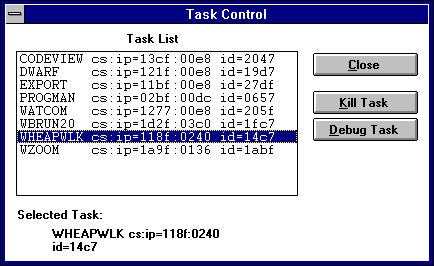 Task Control
Task List
CODEVIEW cs:ip=13cf:00e8 id=2047
DWARF cs:ip=121f:00e8 id=19d7
EXPORT cs:ip=11bf:00e8 id=27df
PROGMAN cs:ip=02bf:00dc id=0657
WATCOM cs:ip=1277:00e8 id=205f
WBRUN20 cs:ip=1d2f:03c0 id=1fc7
WHEAPWLK cs:ip=118f:0240 id=14c7
WZOOM cs:ip=1a9f:0136 id=1abf
Close
Kill Task
Debug Task
Selected Task:
WHEAPWLK cs:ip=118f:0240
id=14c7